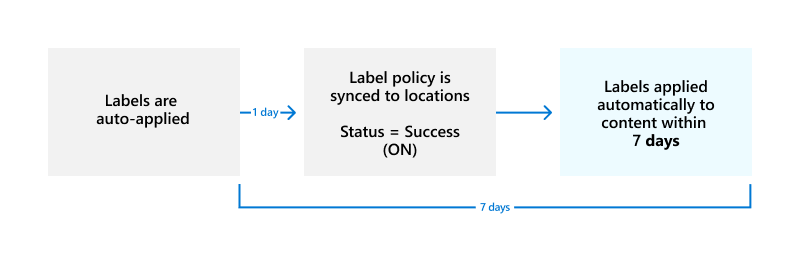 Labels are
auto-applied
1 day
Label policy is
synced to locations
Status = Success
(ON)
Labels applied
automatically to
content within
7 days
7 days